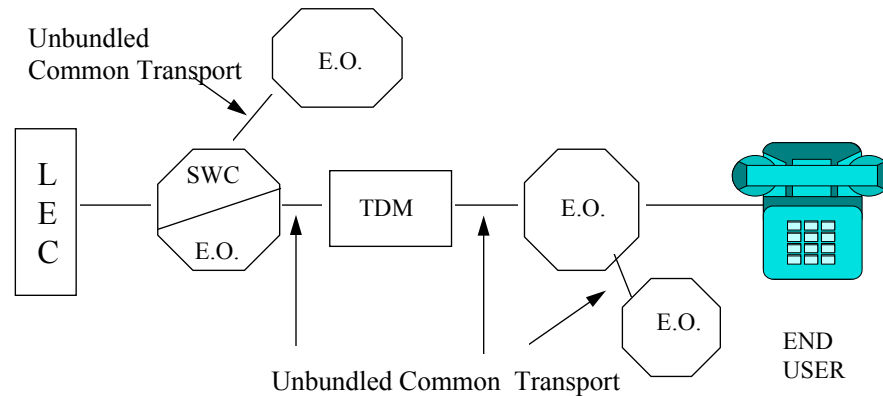 Unbundled
Common Transport
E.O.
L
E
C
SWC
E.O.
TDM
E.O.
E.O.
END
USER
Unbundled Common Transport